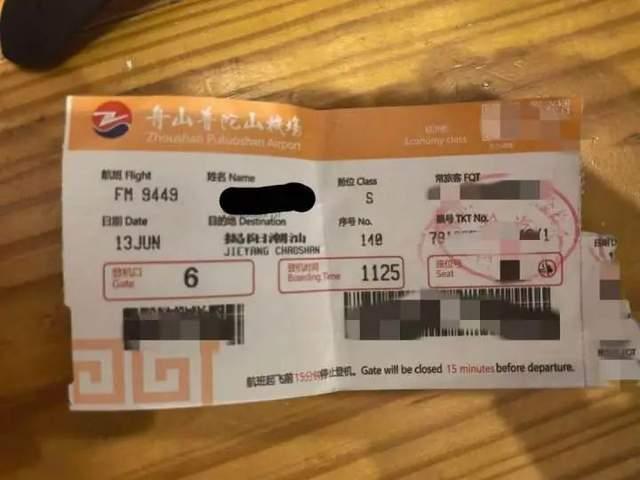 舟山普陀山机场
Zhoushan Putuoshan Airport
经济舱
Economy class
航班 Flight
姓名 Name
舱位 Class
常旅客 FQT
FM 9449
S
日期 Date
目的地 Destination
序号 No.
票号 TKT No.
13JUN
揭阳潮汕
JIEYANG CHAOSHAN
140
登机口
Gate
6
登机时间
Boarding Time
1125
座位号
Seat
航班起飞前15分钟停止登机。 Gate will be closed 15 minutes before departure.